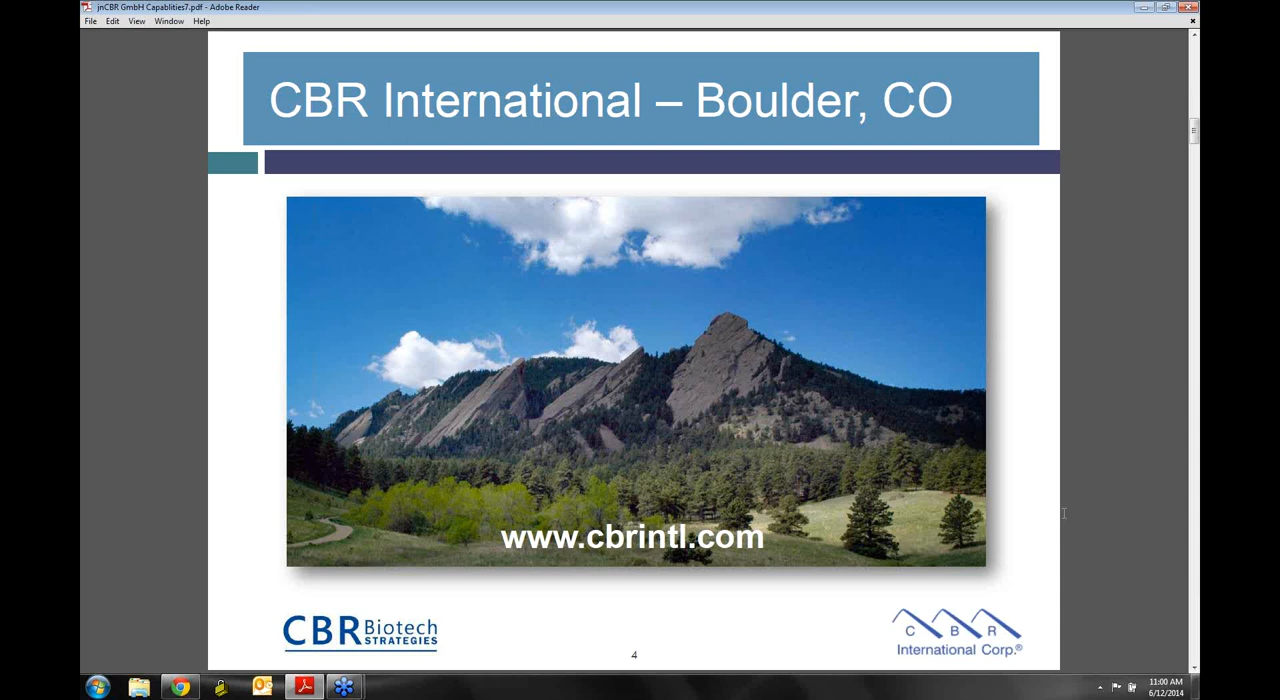 jnCBR GmbH Capablities7.pdf - Adobe Reader
File Edit View Window Help
CBR International – Boulder, CO
www.cbrintl.com
CBR Biotech
STRATEGIES
4
C B R
International Corp.®
11:00 AM
6/12/2014